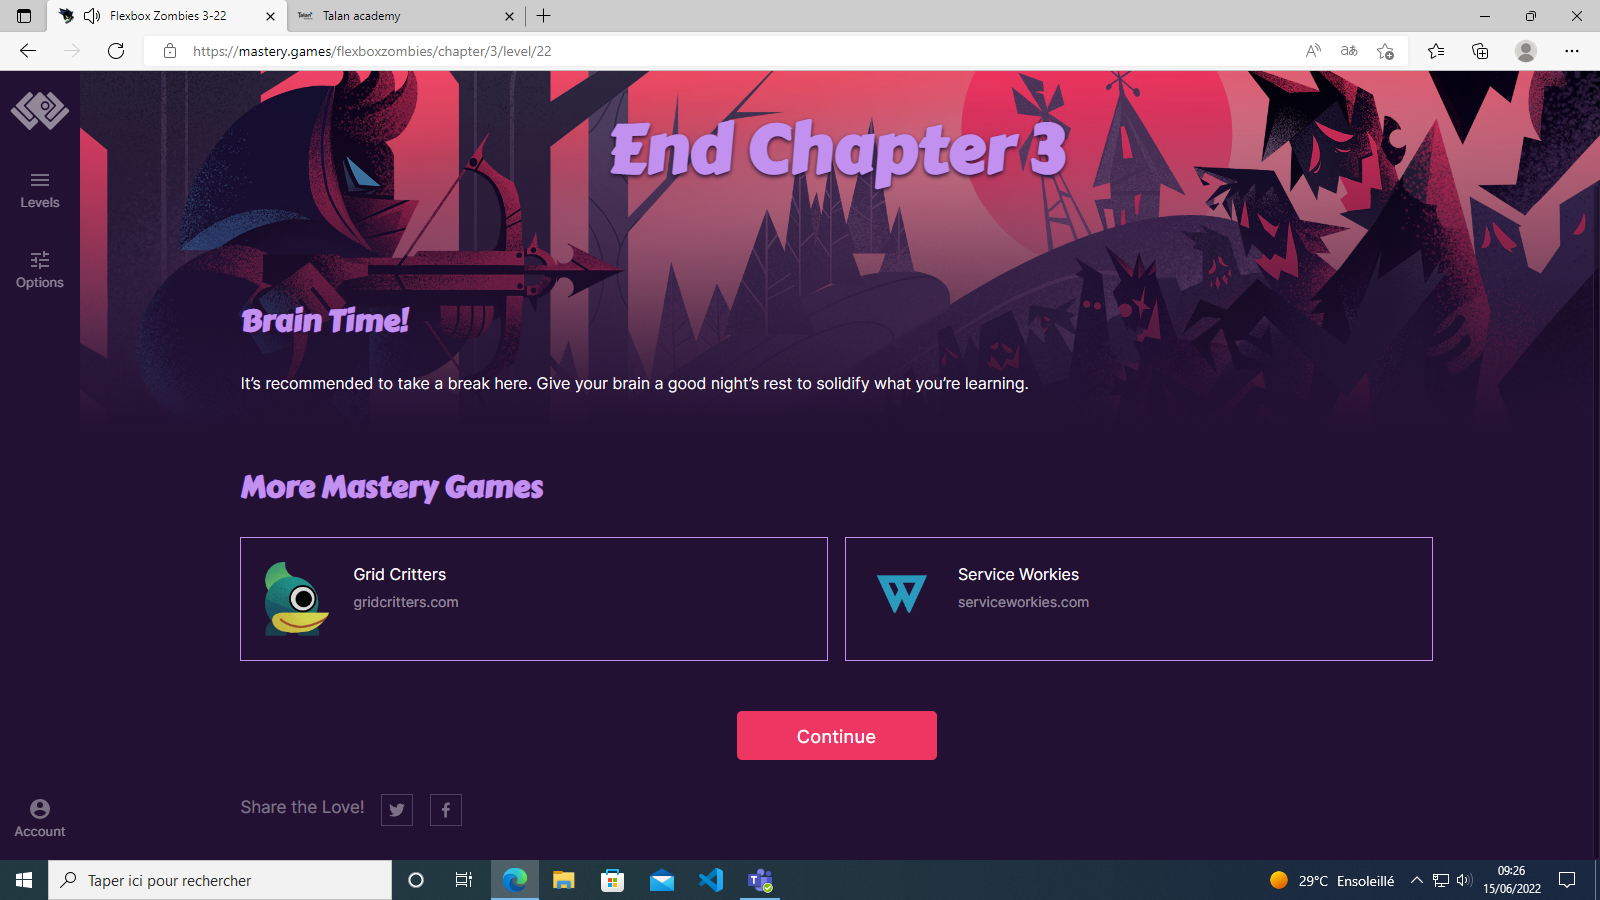 Flexbox Zombies 3-22
Talan academy
https://mastery.games/flexboxzombies/chapter/3/level/22
End Chapter 3
Levels
Options
Brain Time!
It’s recommended to take a break here. Give your brain a good night’s rest to solidify what you’re learning.
More Mastery Games
Grid Critters
gridcritters.com
Service Workies
serviceworkies.com
Continue
Share the Love!
Account
Taper ici pour rechercher
29°C Ensoleillé
09:26
15/06/2022